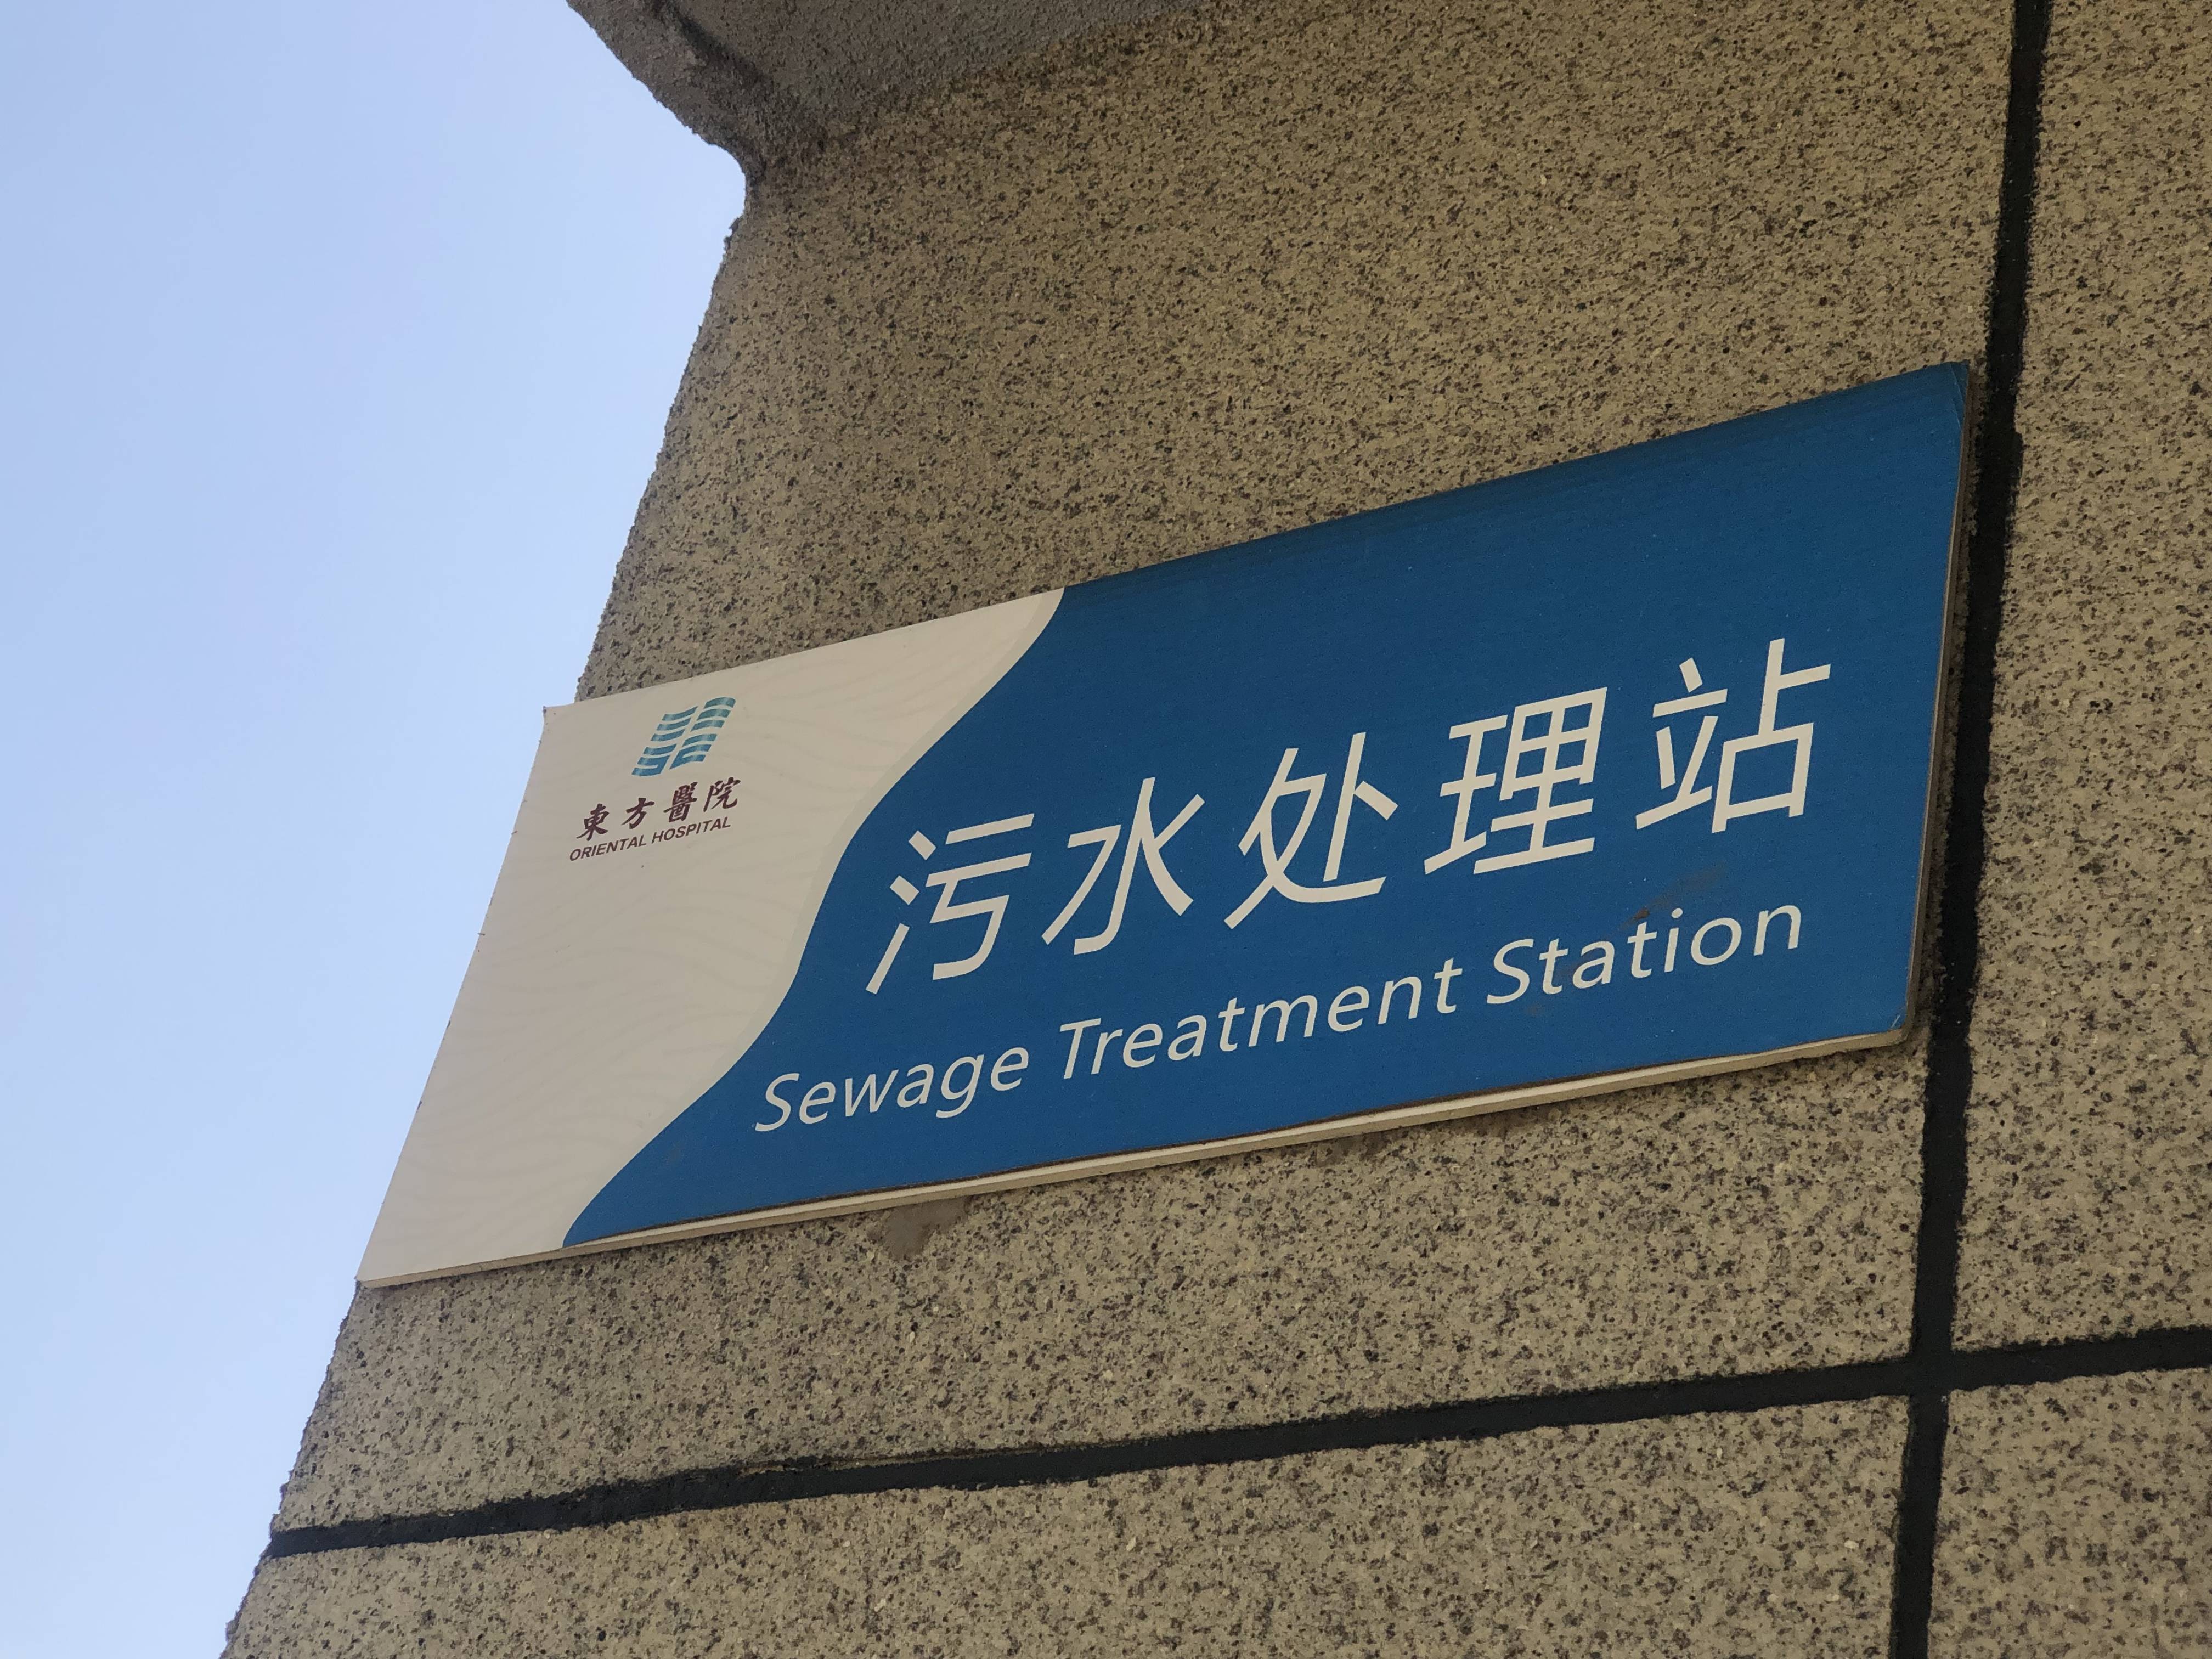 東方醫院
ORIENTAL HOSPITAL
污水处理站
Sewage Treatment Station